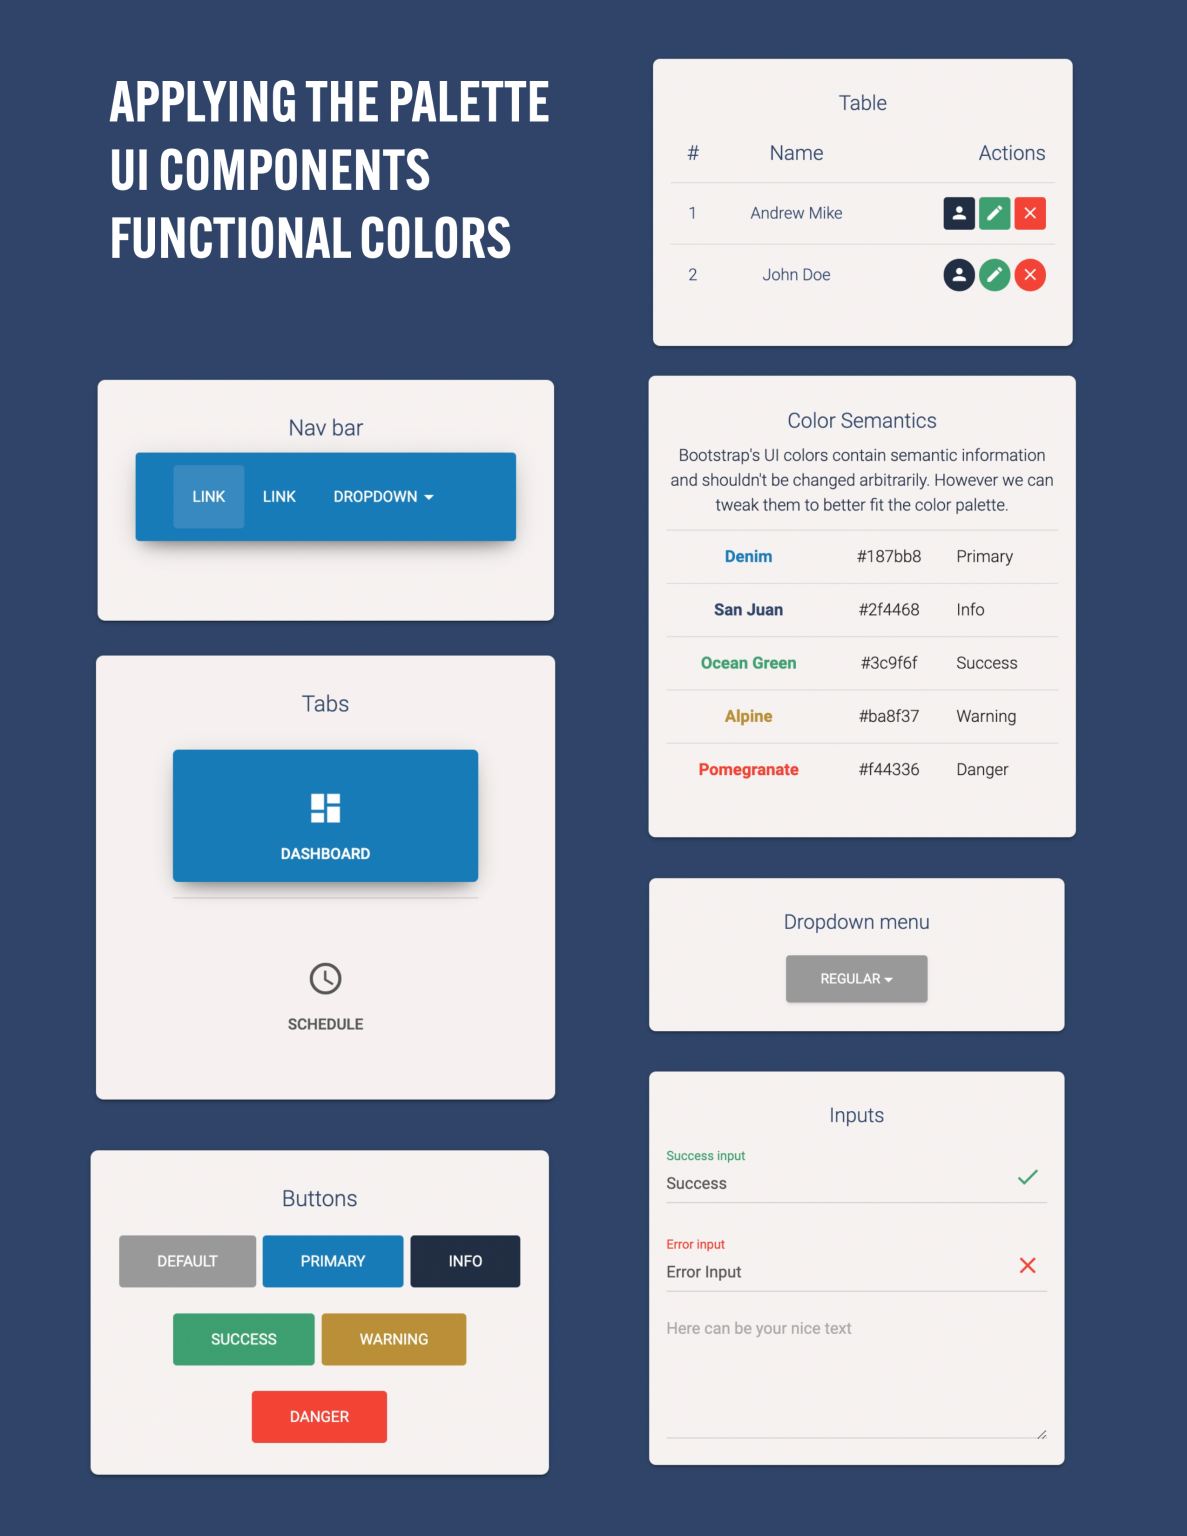 APPLYING THE PALETTE
UI COMPONENTS
FUNCTIONAL COLORS
Table
# Name Actions
1 Andrew Mike
2 John Doe
Nav bar
LINK LINK DROPDOWN
Color Semantics
Bootstrap's UI colors contain semantic information
and shouldn't be changed arbitrarily. However we can
tweak them to better fit the color palette.
Denim #187bb8 Primary
San Juan #2f4468 Info
Ocean Green #3c9f6f Success
Alpine #ba8f37 Warning
Pomegranate #f44336 Danger
Tabs
DASHBOARD
SCHEDULE
Dropdown menu
REGULAR
Buttons
DEFAULT PRIMARY INFO
SUCCESS WARNING
DANGER
Inputs
Success input
Success
Error input
Error Input
Here can be your nice text